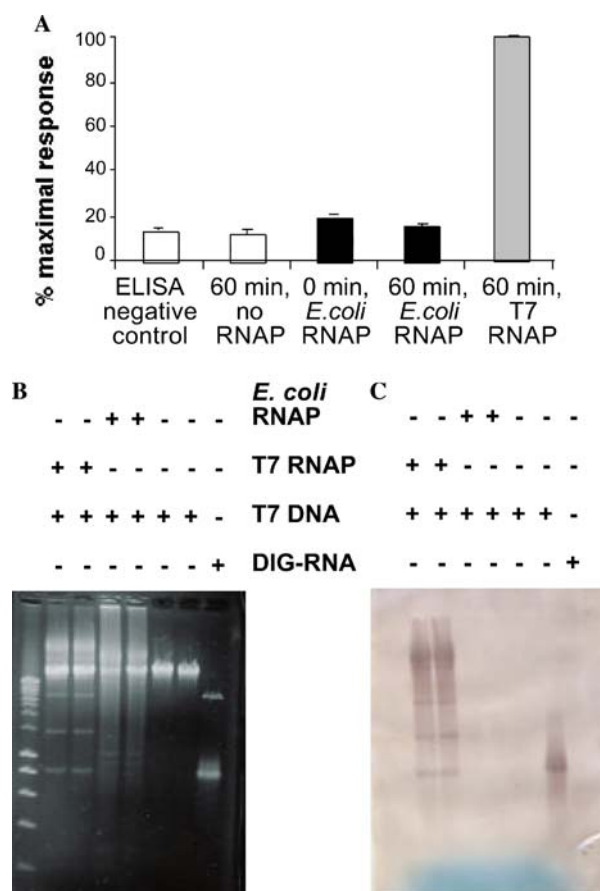 A
% maximal response
100
80
60
40
20
0
ELISA negative control
60 min, no RNAP
0 min, E.coli RNAP
60 min, E.coli RNAP
60 min, T7 RNAP
B
E. coli
C
- - + + - - - RNAP - - + + - - -
+ + - - - - - T7 RNAP + + - - - - -
+ + + + + + - T7 DNA + + + + + + -
- - - - - - + DIG-RNA - - - - - - +